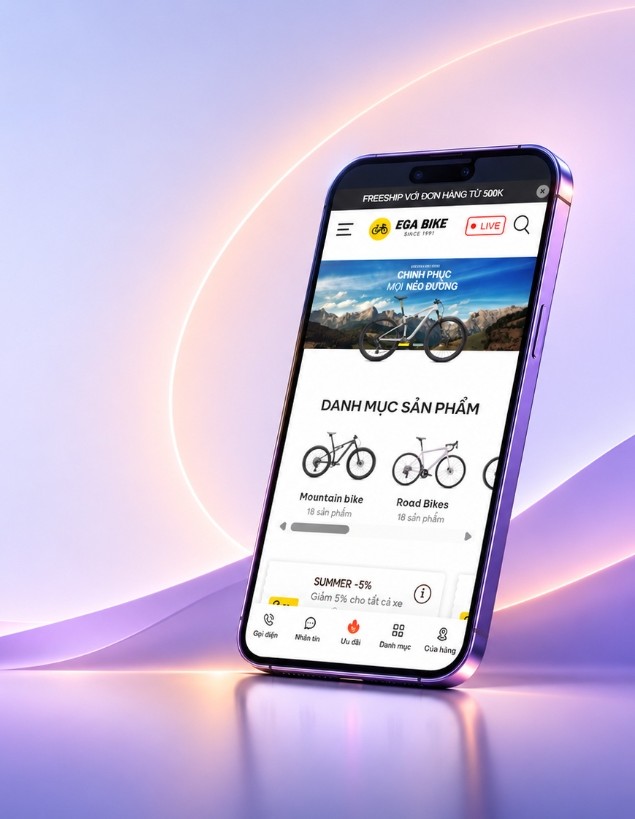 FREESHIP VỚI ĐƠN HÀNG TỪ 500K
EGA BIKE
SINCE 1991
LIVE
CHINH PHỤC
MỌI NẺO ĐƯỜNG
DANH MỤC SẢN PHẨM
Mountain bike
18 sản phẩm
Road Bikes
18 sản phẩm
SUMMER -5%
Giảm 5% cho tất cả xe
Gọi điện
Nhắn tin
Ưu đãi
Danh mục
Cửa hàng